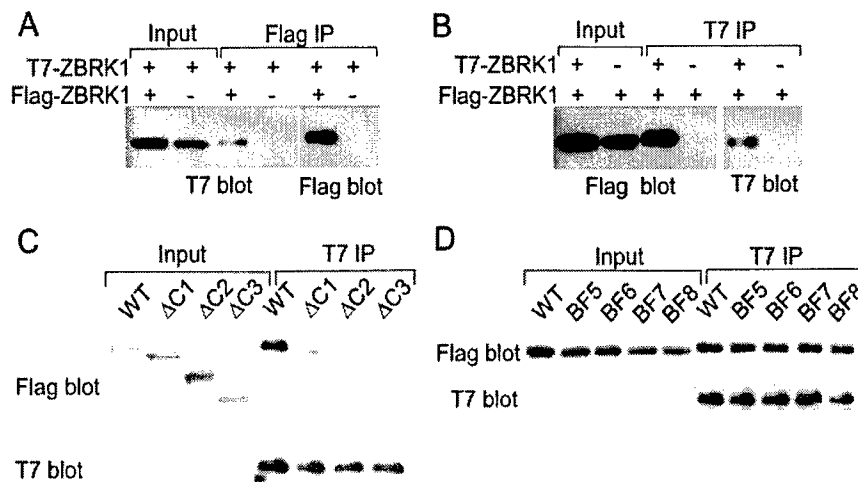 A
Input Flag IP
T7-ZBRK1 + + + + + +
Flag-ZBRK1 + - + - + -
T7 blot Flag blot
B
Input T7 IP
T7-ZBRK1 + - + - + -
Flag-ZBRK1 + + + + + +
Flag blot T7 blot
C
Input T7 IP
WT ΔC1 ΔC2 ΔC3 WT ΔC1 ΔC2 ΔC3
Flag blot
T7 blot
D
Input T7 IP
WT BF5 BF6 BF7 BF8 WT BF5 BF6 BF7 BF8
Flag blot
T7 blot